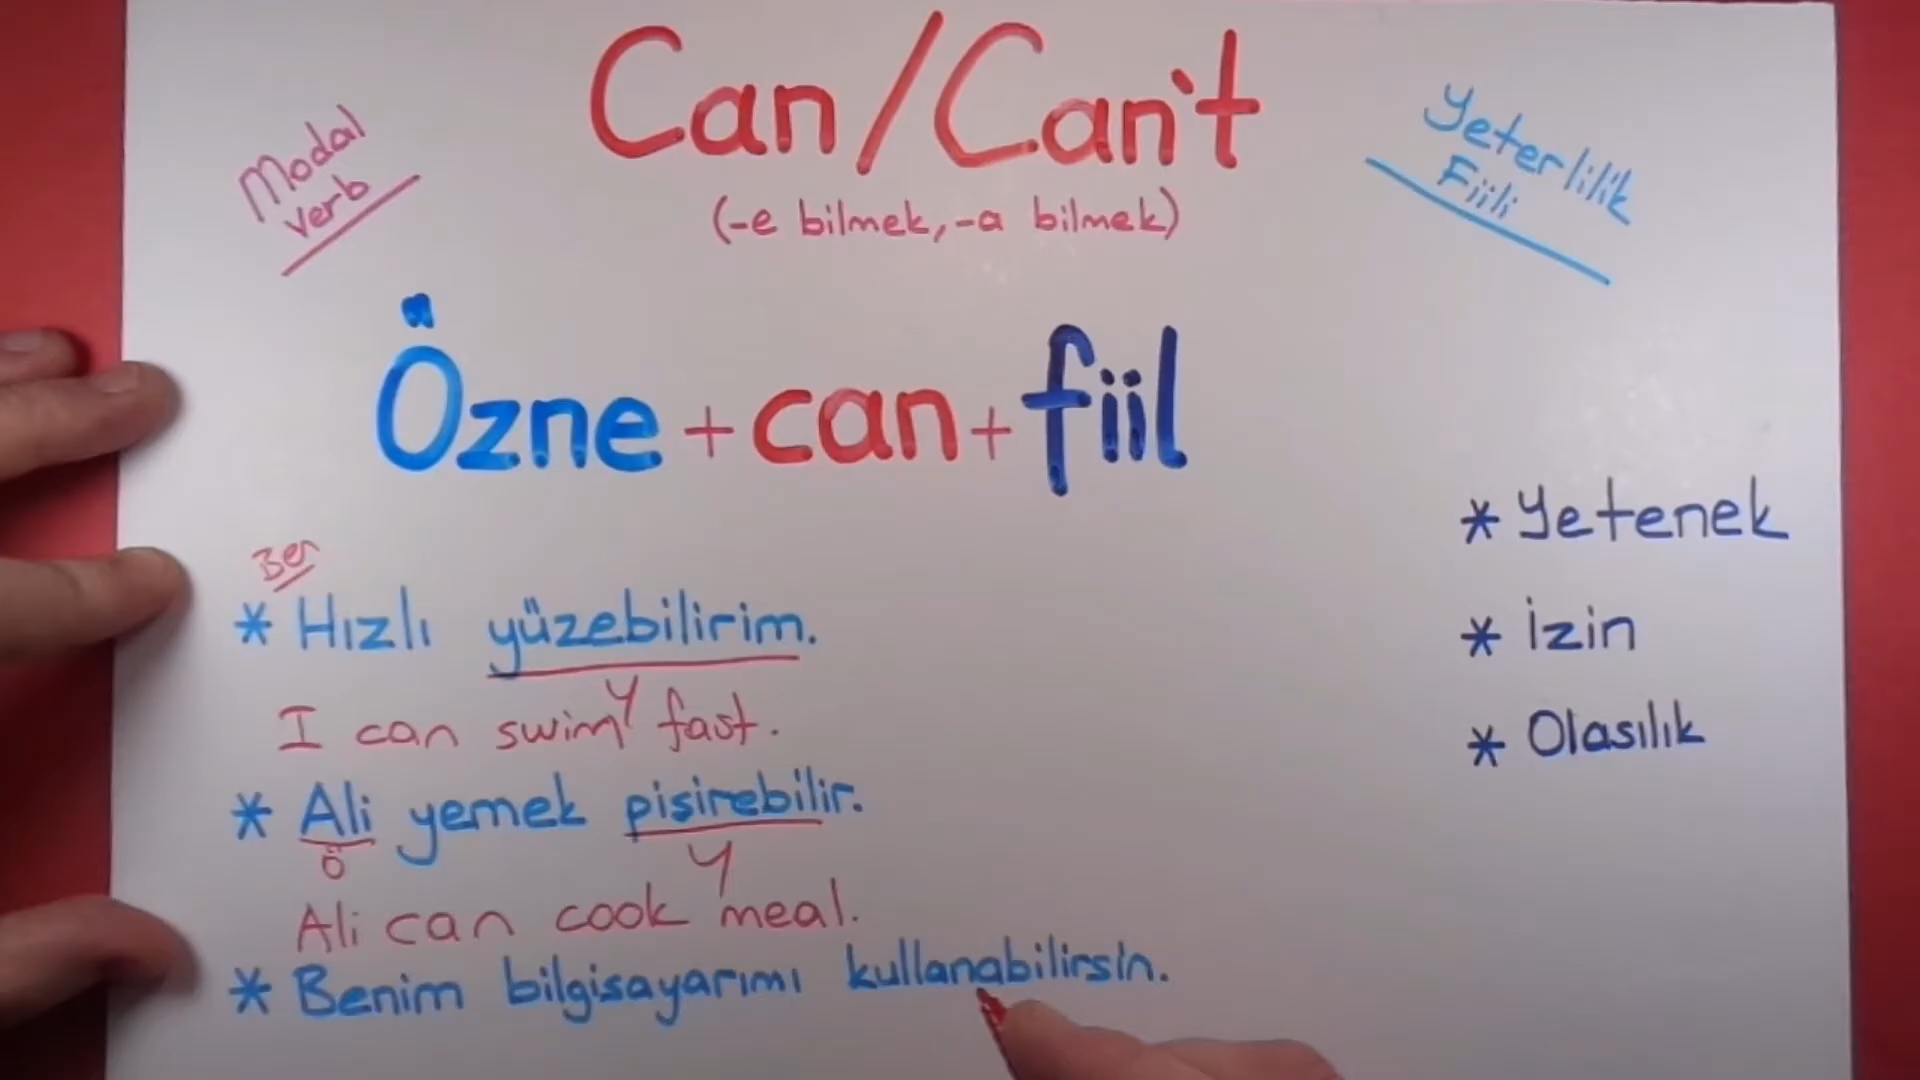 Can/Can't
Modal
verb
(-e bilmek, -a bilmek)
Yeterlilik
Fiili
Özne + can + fiil
Ben
* Hızlı yüzebilirim.
Y
I can swim fast.
* Ali yemek pişirebilir.
Ö
Y
Ali can cook meal.
* Benim bilgisayarımı kullanabilirsin.
* Yetenek
* İzin
* Olasılık